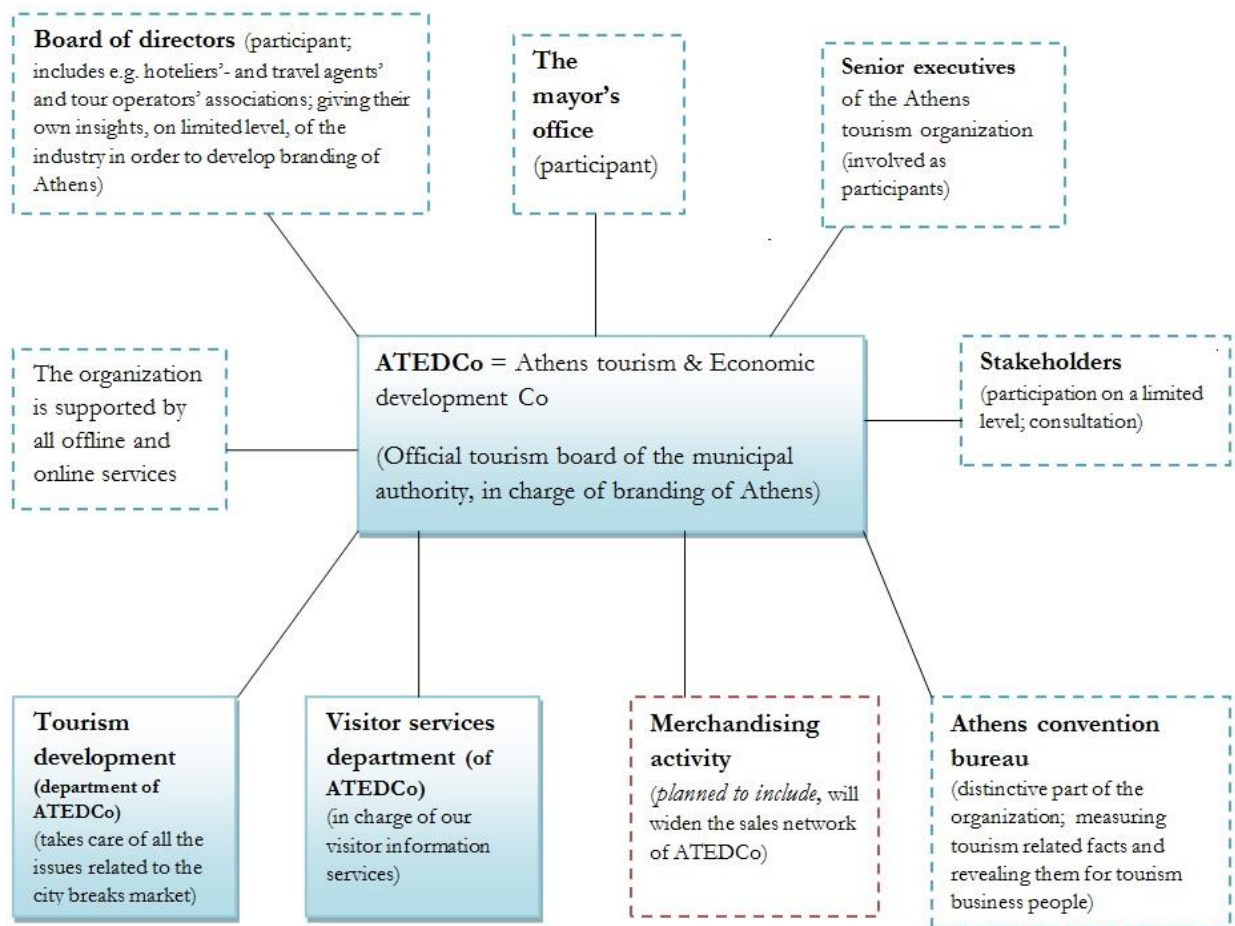 Board of directors (participant;
includes e.g. hoteliers'- and travel agents'
and tour operators' associations; giving their
own insights, on limited level, of the
industry in order to develop branding of
Athens)
The
mayor's
office
(participant)
Senior executives
of the Athens
tourism organization
(involved as
participants)
The organization
is supported by
all offline and
online services
ATEDCo = Athens tourism & Economic
development Co
(Official tourism board of the municipal
authority, in charge of branding of Athens)
Stakeholders
(participation on a limited
level; consultation)
Tourism
development
(department of
ATEDCo)
(takes care of all the
issues related to the
city breaks market)
Visitor services
department (of
ATEDCo)
(in charge of our
visitor information
services)
Merchandising
activity
(planned to include, will
widen the sales network
of ATEDCo)
Athens convention
bureau
(distinctive part of the
organization; measuring
tourism related facts and
revealing them for tourism
business people)